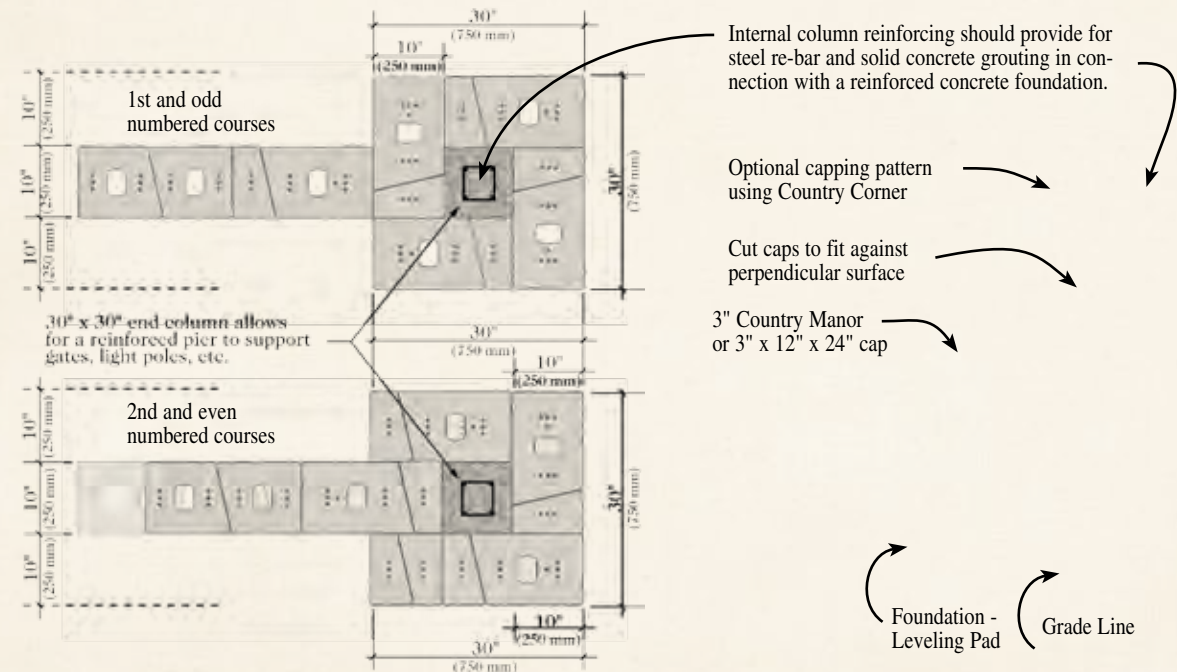 30"
(750 mm)
10"
(250 mm)
10"
(250 mm)
10"
(250 mm)
10"
(250 mm)
1st and odd
numbered courses
30"
(750 mm)
Internal column reinforcing should provide for
steel re-bar and solid concrete grouting in con-
nection with a reinforced concrete foundation.
Optional capping pattern
using Country Corner
Cut caps to fit against
perpendicular surface
3" Country Manor
or 3" x 12" x 24" cap
30" x 30" end column allows
for a reinforced pier to support
gates, light poles, etc.
30"
(750 mm)
10"
(250 mm)
10"
(250 mm)
10"
(250 mm)
10"
(250 mm)
2nd and even
numbered courses
30"
(750 mm)
10"
(250 mm)
30"
(750 mm)
Foundation -
Leveling Pad
Grade Line